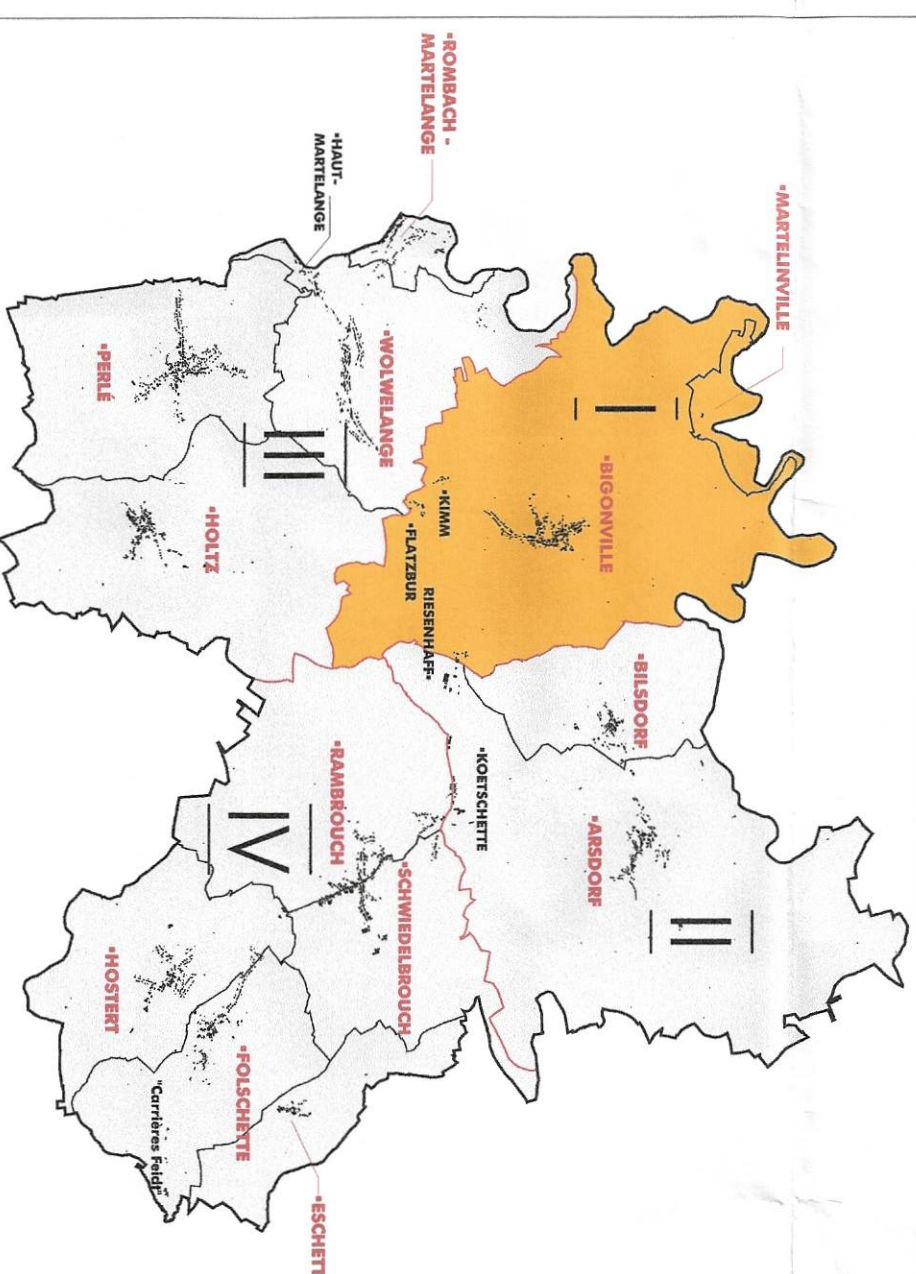 ▪ROMBACH -
MARTELANGE
▪HAUT-
MARTELANGE
▪MARTELINVILLE
▪PERLÉ
▪WOLWELANGE
III
▪HOLTZ
I
▪BIGONVILLE
▪KIMM
▪FLATZBUR
RIESENHAFF▪
▪BILSDORF
▪KOETSCHETTE
▪ARSDORF
II
▪RAMBROUCH
IV
▪SCHWIEDELBROUCH
▪HOSTERT
▪FOLSCHETTE
"Carrières Feidt"
▪ESCHETT